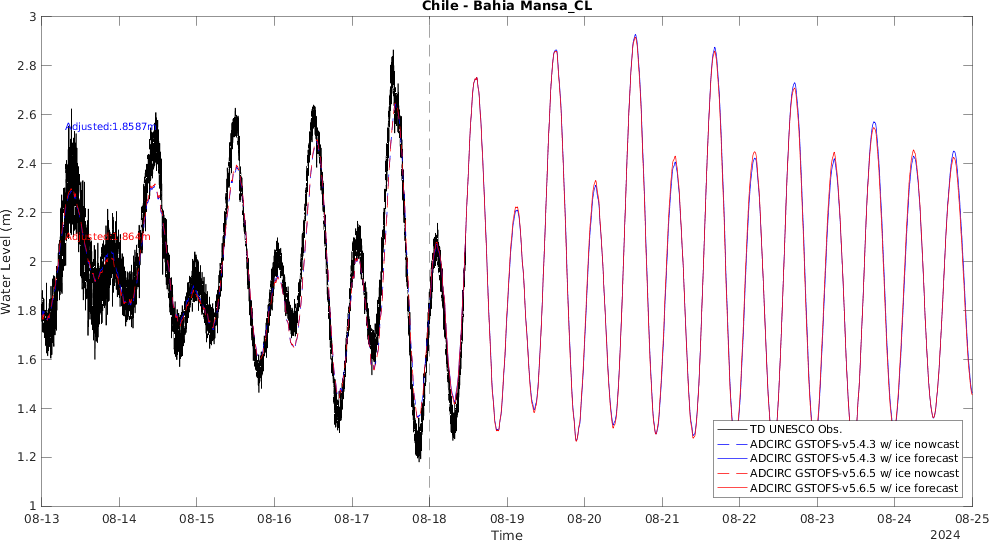 Chile - Bahia Mansa_CL
3
2.8
2.6
2.4
2.2
2
1.8
1.6
1.4
1.2
1
Water Level (m)
Adjusted:1.8587m
08-13
08-14
08-15
08-16
08-17
08-18
08-19
08-20
08-21
08-22
08-23
08-24
08-25
Time
2024
TD UNESCO Obs.
ADCIRC GSTOFS-v5.4.3 w/ ice nowcast
ADCIRC GSTOFS-v5.4.3 w/ ice forecast
ADCIRC GSTOFS-v5.6.5 w/ ice nowcast
ADCIRC GSTOFS-v5.6.5 w/ ice forecast